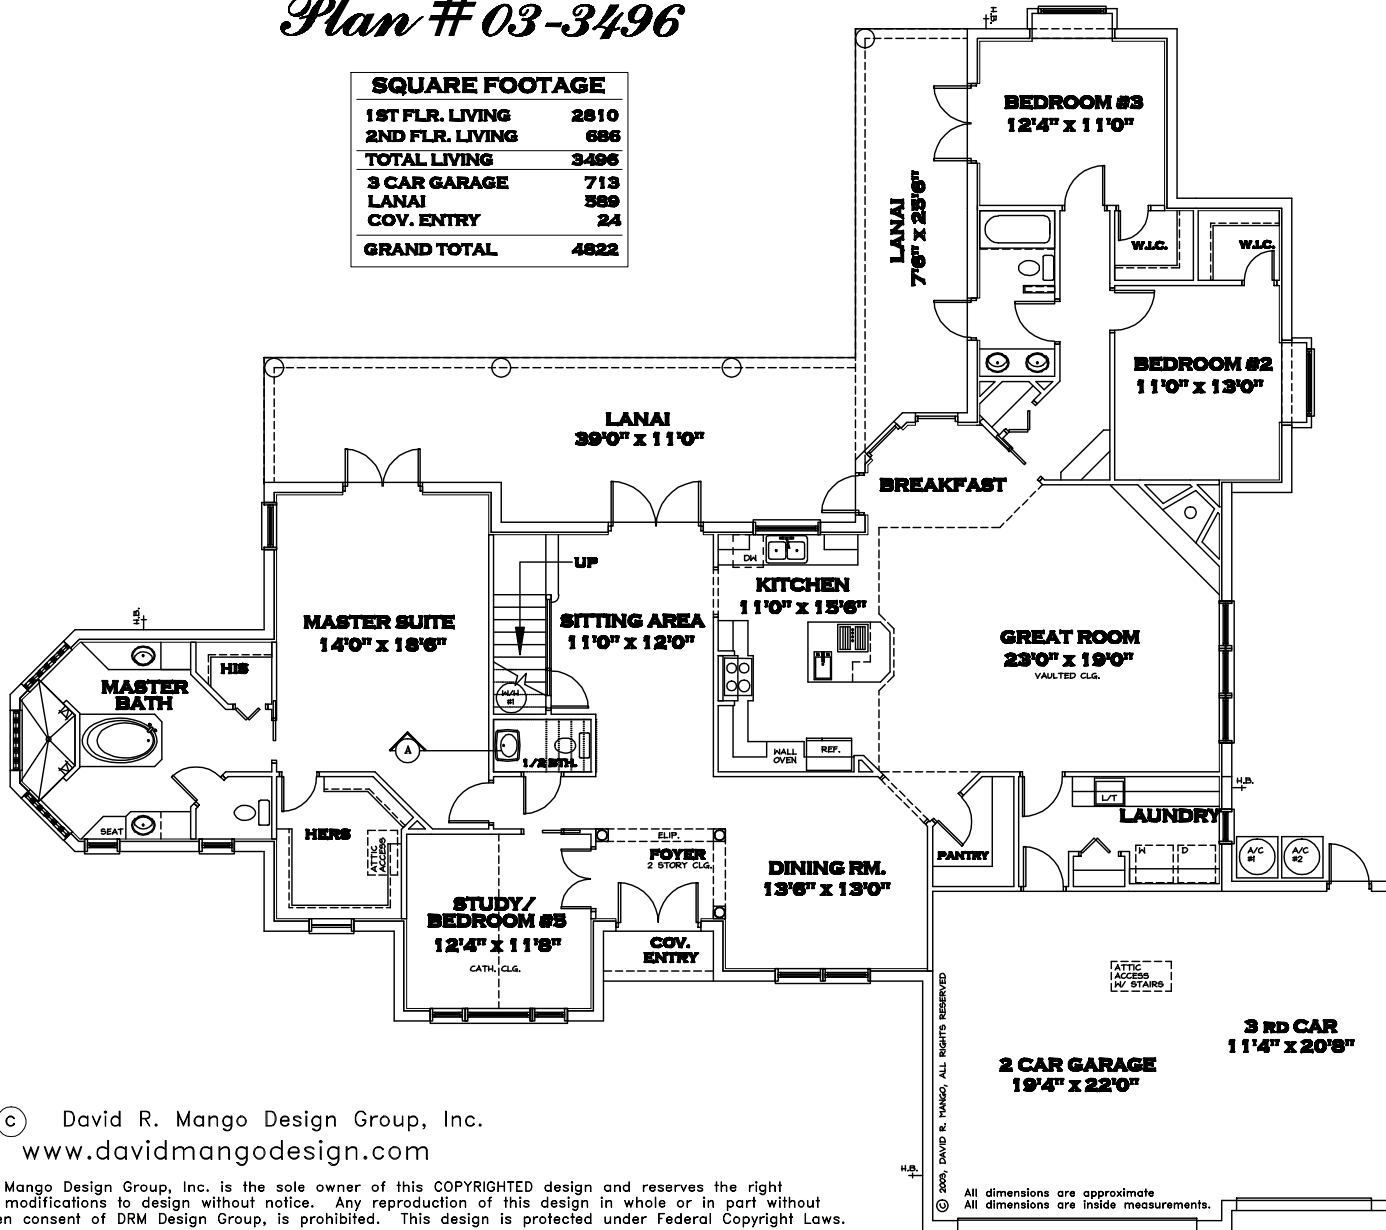 Plan # 03-3496
SQUARE FOOTAGE
1ST FLR. LIVING 2810
2ND FLR. LIVING 686
TOTAL LIVING 3496
3 CAR GARAGE 713
LANAI 589
COV. ENTRY 24
GRAND TOTAL 4822
H.B.
BEDROOM #3
12'4" X 11'0"
LANAI
7'6" X 25'6"
W.I.C.
W.I.C.
BEDROOM #2
11'0" X 13'0"
LANAI
39'0" X 11'0"
BREAKFAST
UP
DW
KITCHEN
11'0" X 15'6"
MASTER SUITE
14'0" X 18'6"
SITTING AREA
11'0" X 12'0"
GREAT ROOM
23'0" X 19'0"
VAULTED CLG.
H.B.
HIS
MASTER
BATH
W/H
#1
A
1/2 BTH.
WALL
OVEN
REF.
H.B.
L/T
LAUNDRY
SEAT
HERS
ATTIC
ACCESS
ELIP.
FOYER
2 STORY CLG.
DINING RM.
13'6" X 13'0"
PANTRY
W
D
A/C
#1
A/C
#2
STUDY/
BEDROOM #5
12'4" X 11'8"
CATH. CLG.
COV.
ENTRY
ATTIC
ACCESS
W/ STAIRS
3 RD CAR
11'4" X 20'8"
2 CAR GARAGE
19'4" X 22'0"
© 2003, DAVID R. MANGO, ALL RIGHTS RESERVED
H.B.
© David R. Mango Design Group, Inc.
www.davidmangodesign.com
Mango Design Group, Inc. is the sole owner of this COPYRIGHTED design and reserves the right
modifications to design without notice. Any reproduction of this design in whole or in part without
en consent of DRM Design Group, is prohibited. This design is protected under Federal Copyright Laws.
All dimensions are approximate
All dimensions are inside measurements.